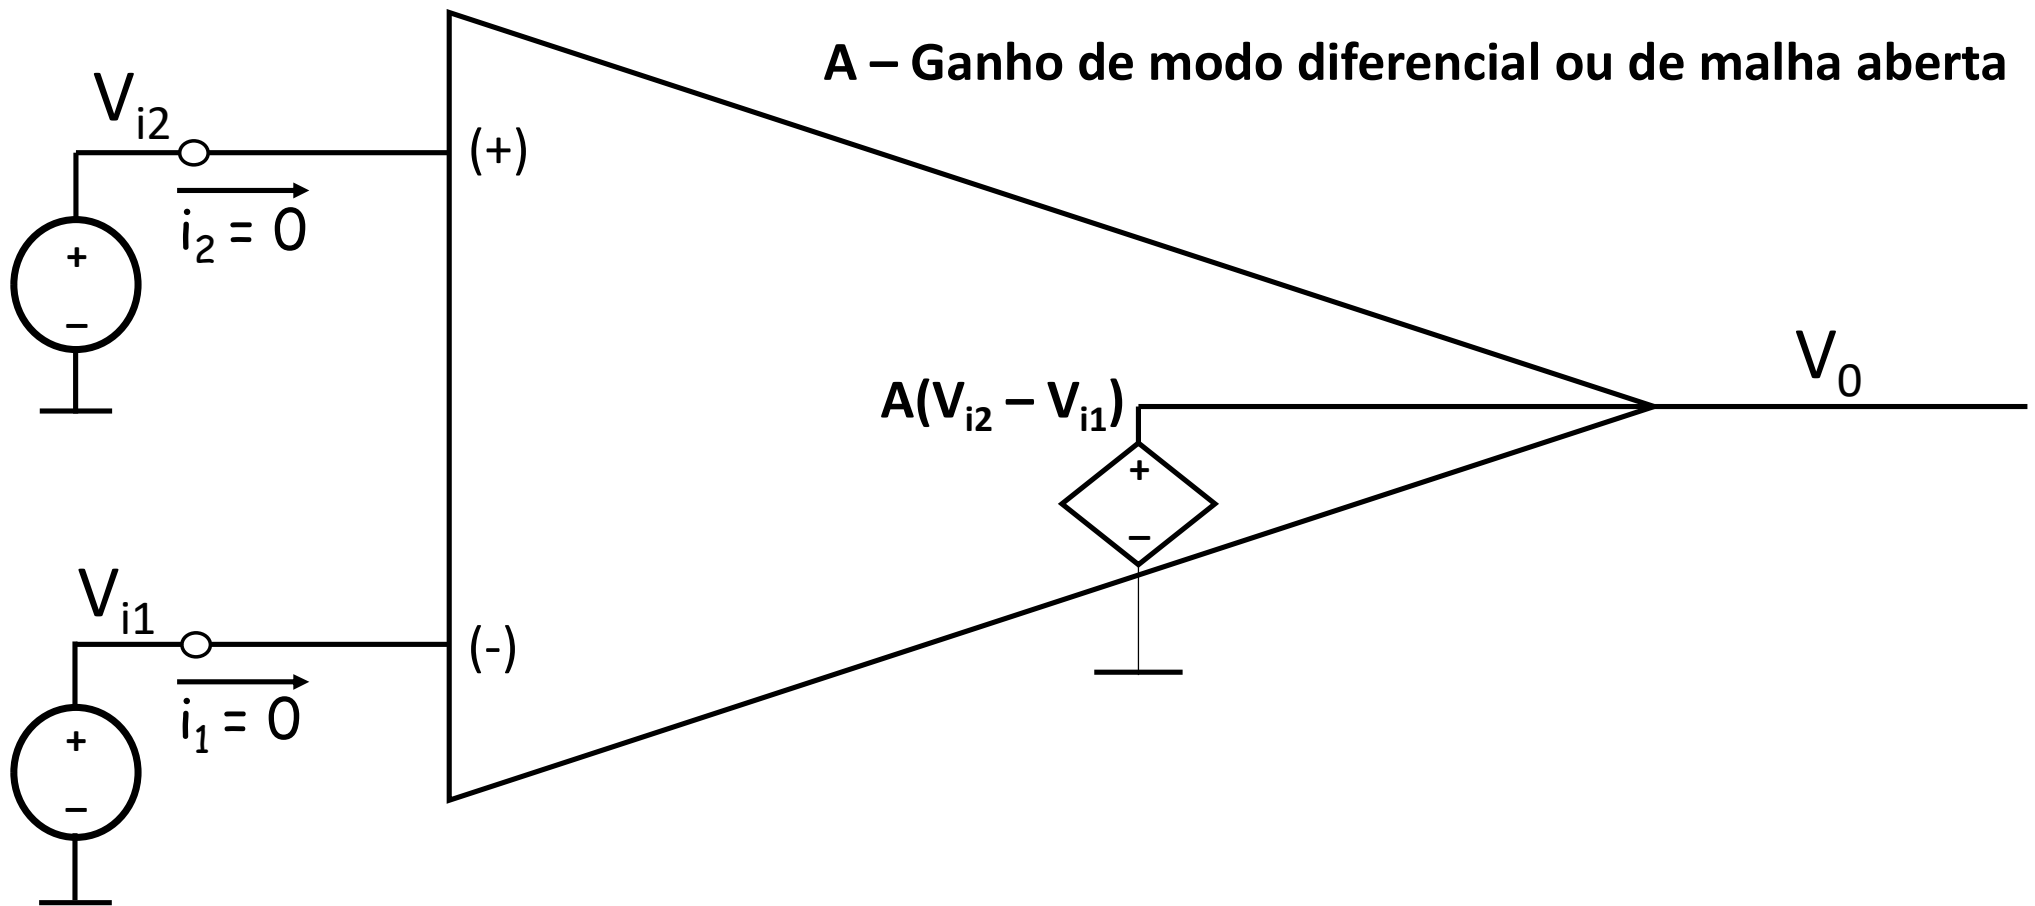 A – Ganho de modo diferencial ou de malha aberta
Vi2
(+)
i2 = 0
+
–
V0
A(Vi2 – Vi1)
+
–
Vi1
(-)
i1 = 0
+
–